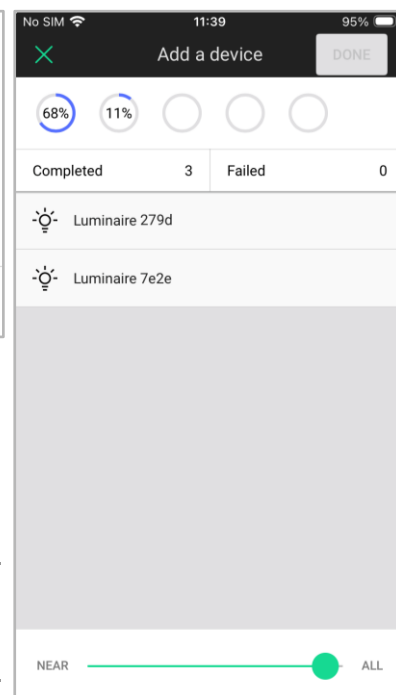 No SIM 11:39 95%
Add a device DONE
68% 11%
Completed 3 Failed 0
Luminaire 279d
Luminaire 7e2e
NEAR ALL